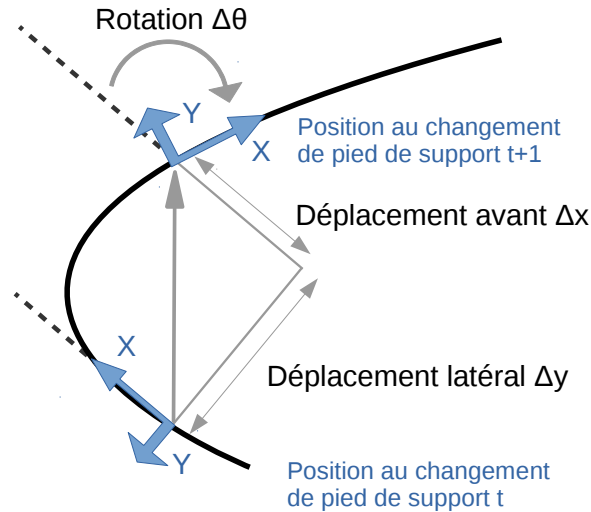 Rotation Δθ
Y
X
Position au changement
de pied de support t+1
Déplacement avant Δx
X
Déplacement latéral Δy
Y
Position au changement
de pied de support t